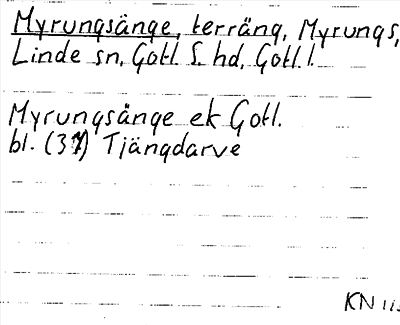 Myrungsänge, terräng, Myrungs,
Linde sn, Gotl. S. hd, Gotl. l.
Myrungsänge ek Gotl.
bl. (37) Tjängdarve
KN